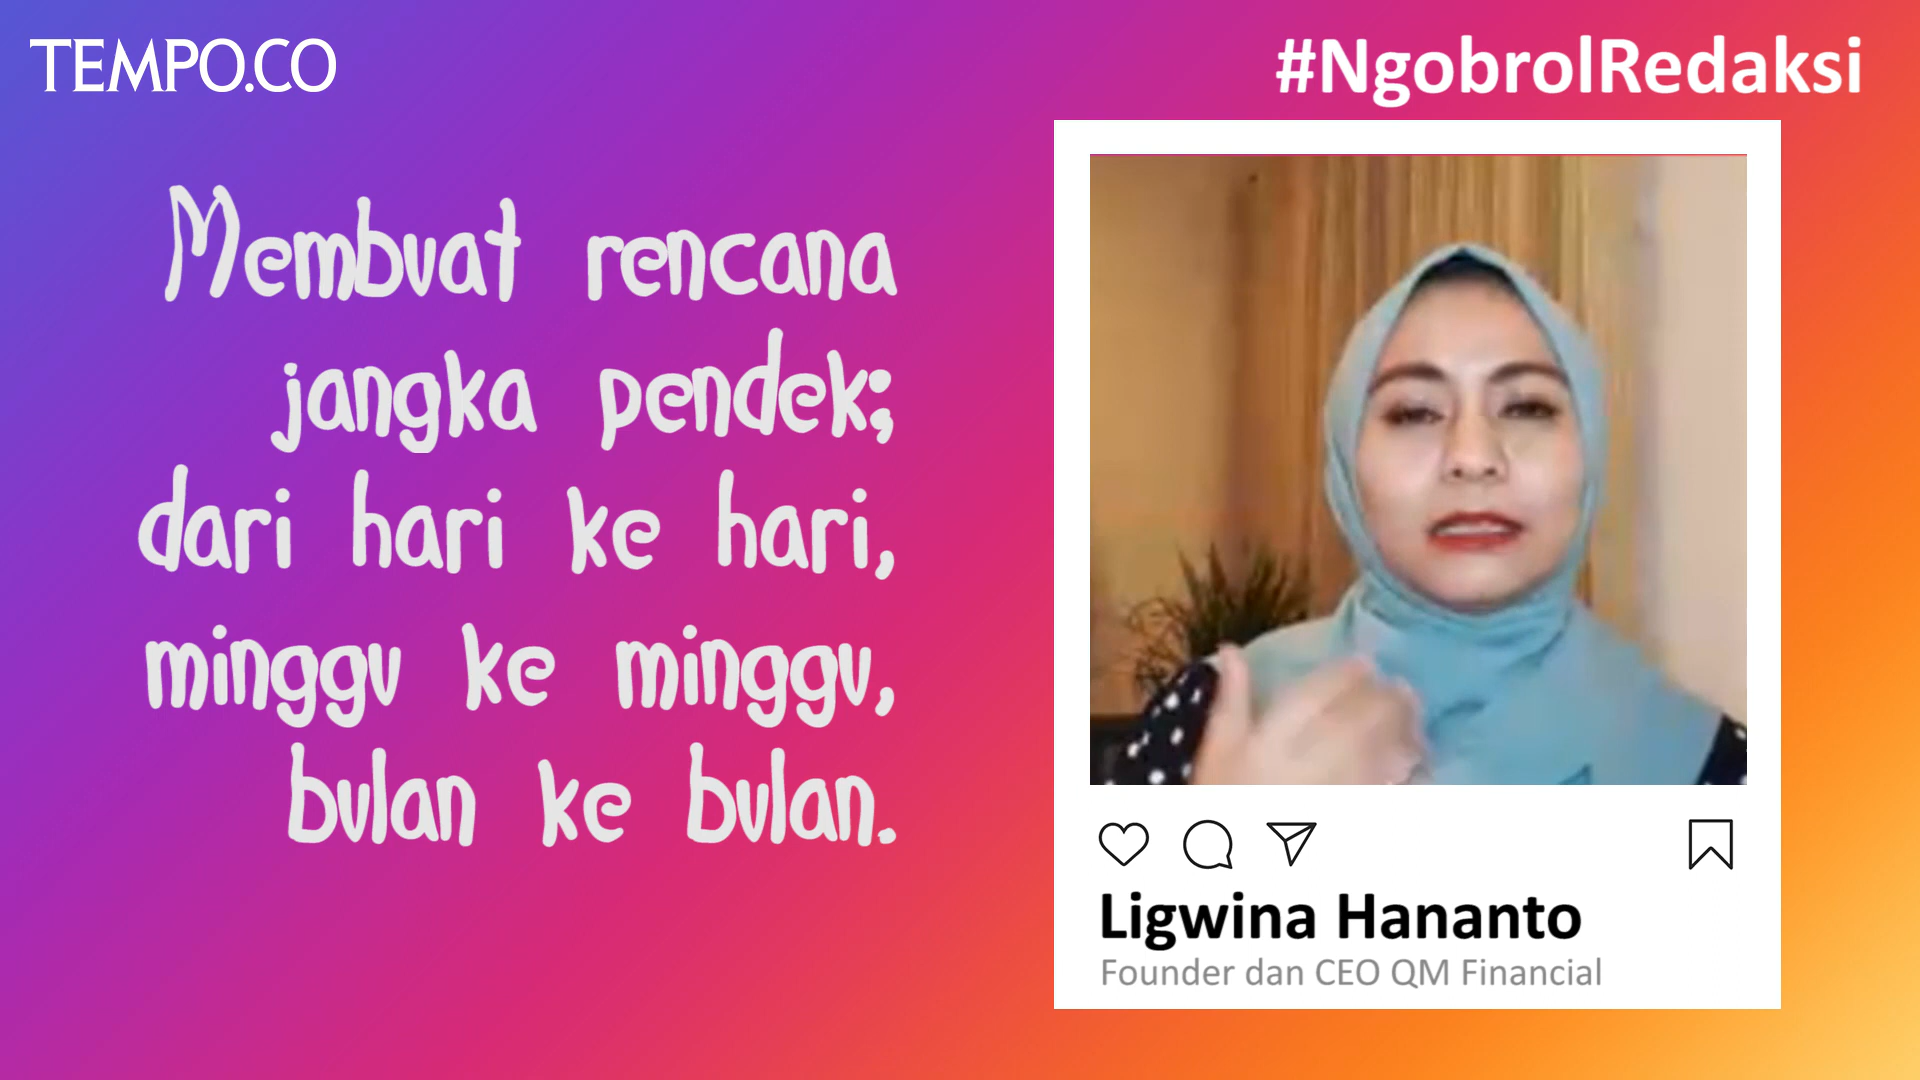 TEMPO.CO
#NgobrolRedaksi
Membuat rencana
jangka pendek;
dari hari ke hari,
minggu ke minggu,
bulan ke bulan.
Ligwina Hananto
Founder dan CEO QM Financial